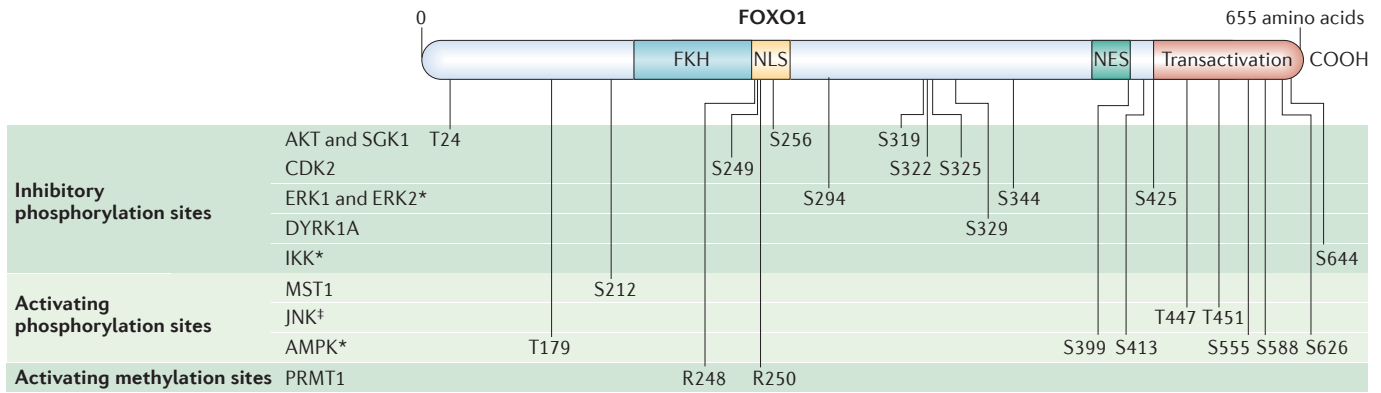 0 FOXO1 655 amino acids
FKH NLS NES Transactivation COOH
Inhibitory
phosphorylation sites
AKT and SGK1 T24 S256 S319
CDK2 S249 S322 S325
ERK1 and ERK2* S294 S344 S425
DYRK1A S329
IKK* S644
Activating
phosphorylation sites
MST1 S212
JNK‡ T447 T451
AMPK* T179 S399 S413 S555 S588 S626
Activating methylation sites PRMT1 R248 R250